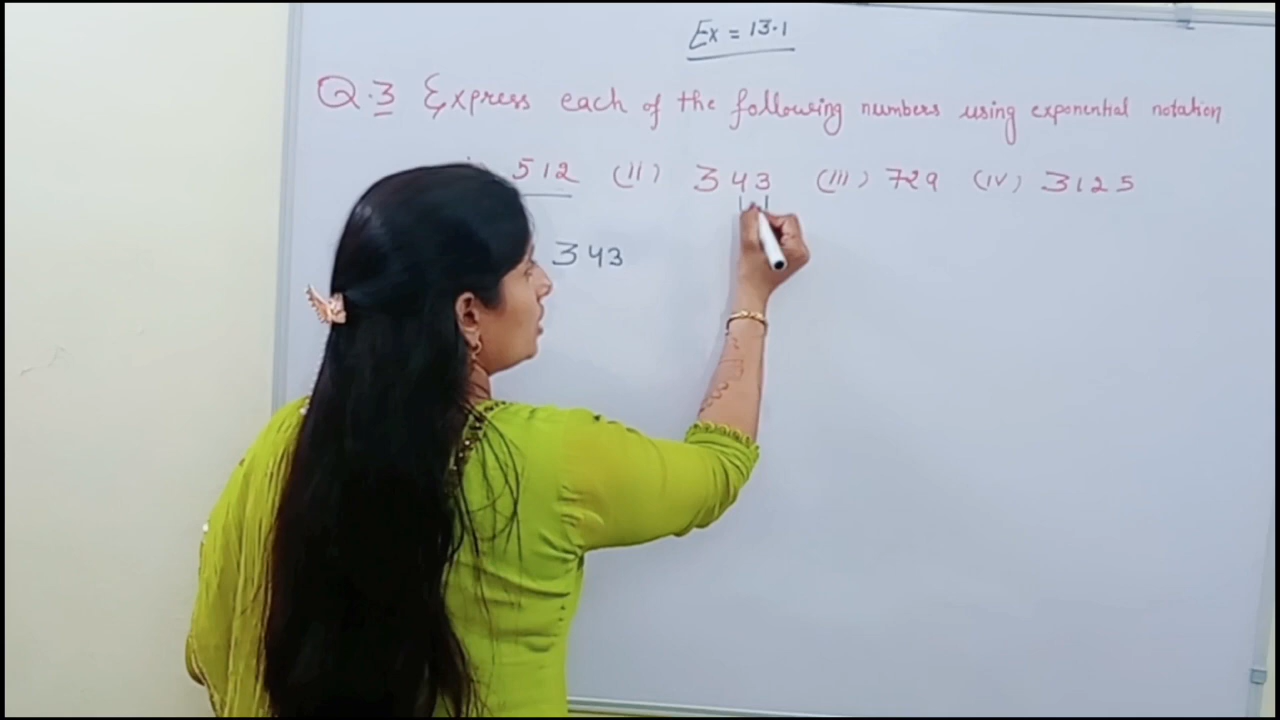 Ex = 13.1
Q.3 Express each of the following numbers using exponential notation
512 (II) 343 (III) 729 (IV) 3125
343